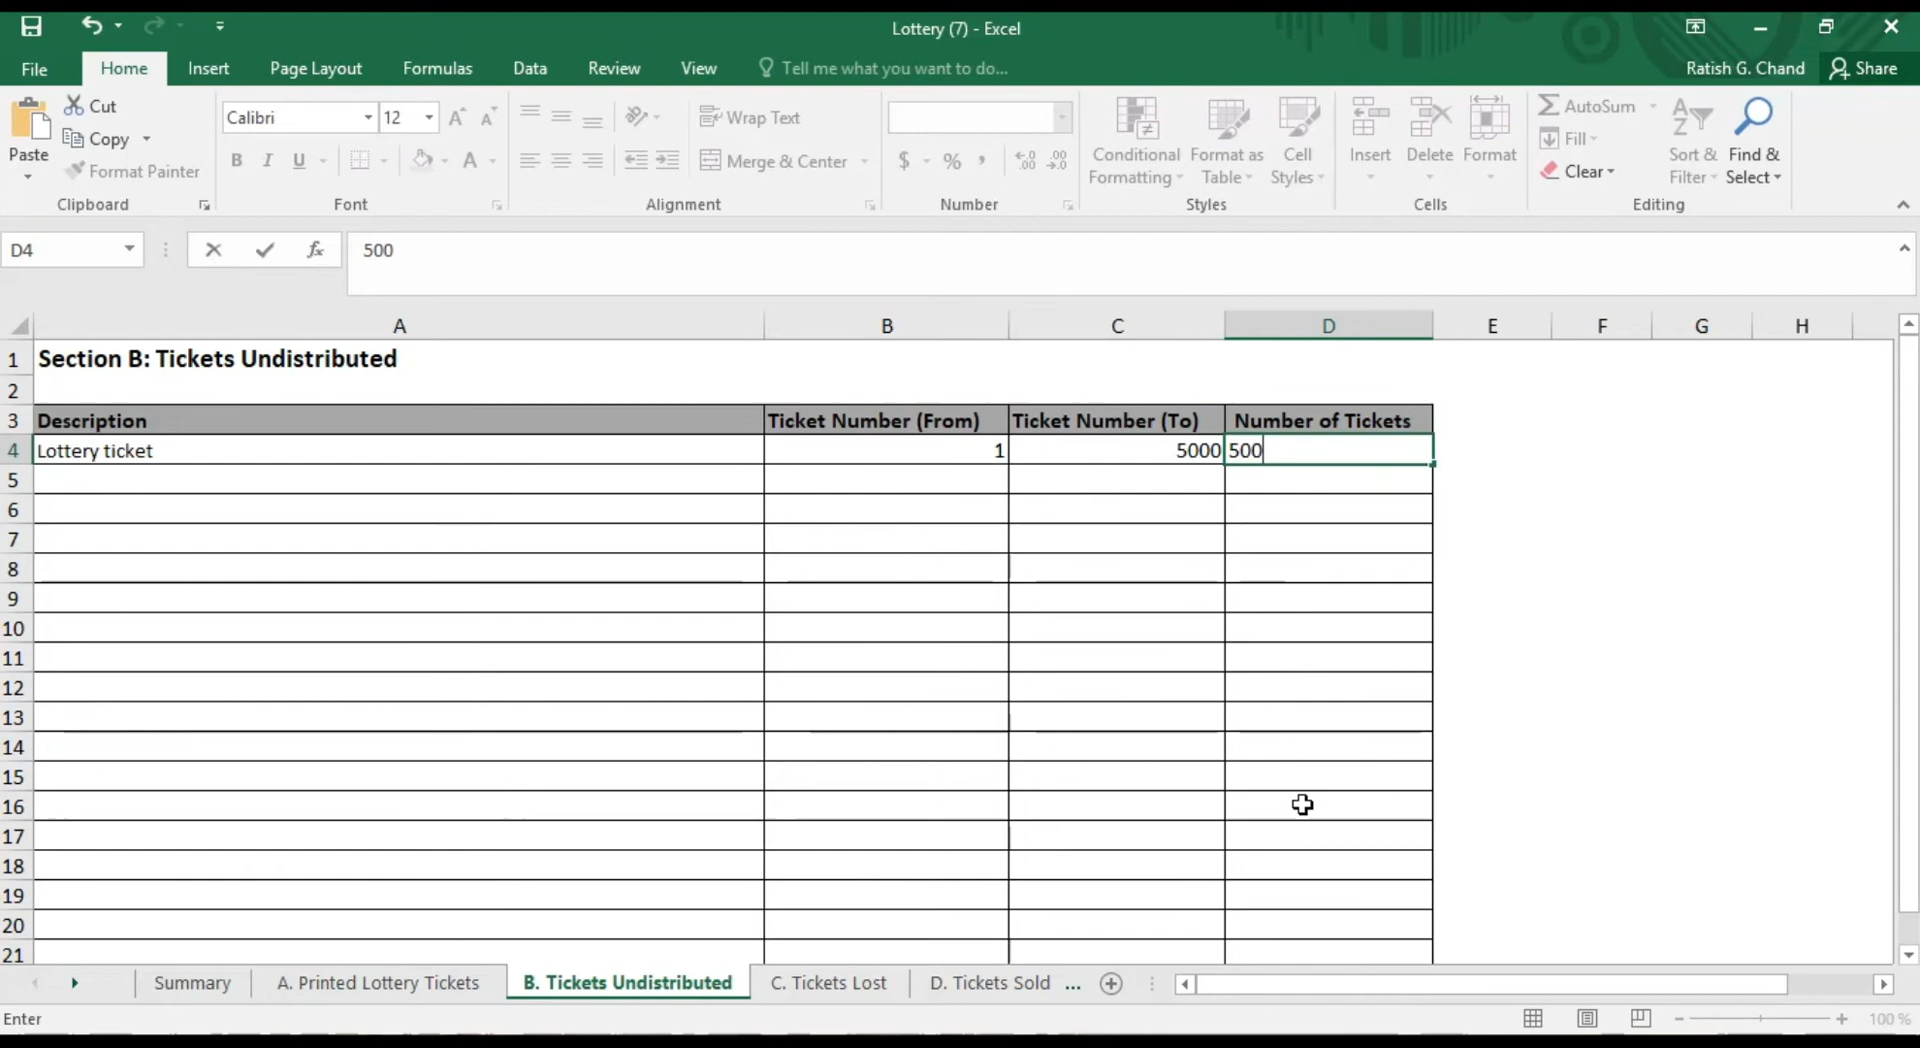 Lottery (7) - Excel
File Home Insert Page Layout Formulas Data Review View Tell me what you want to do... Ratish G. Chand Share
Paste
Cut
Copy
Format Painter
Clipboard
Calibri 12
B I U A
Font
Wrap Text
Merge & Center
Alignment
$ % ,
Number
Conditional Formatting
Format as Table
Cell Styles
Styles
Insert Delete Format
Cells
AutoSum
Fill
Clear
Sort & Filter
Find & Select
Editing
D4 fx 500
A B C D E F G H
1 Section B: Tickets Undistributed
2
3 Description Ticket Number (From) Ticket Number (To) Number of Tickets
4 Lottery ticket 1 5000 500
5
6
7
8
9
10
11
12
13
14
15
16
17
18
19
20
21
Summary A. Printed Lottery Tickets B. Tickets Undistributed C. Tickets Lost D. Tickets Sold ...
Enter 100 %